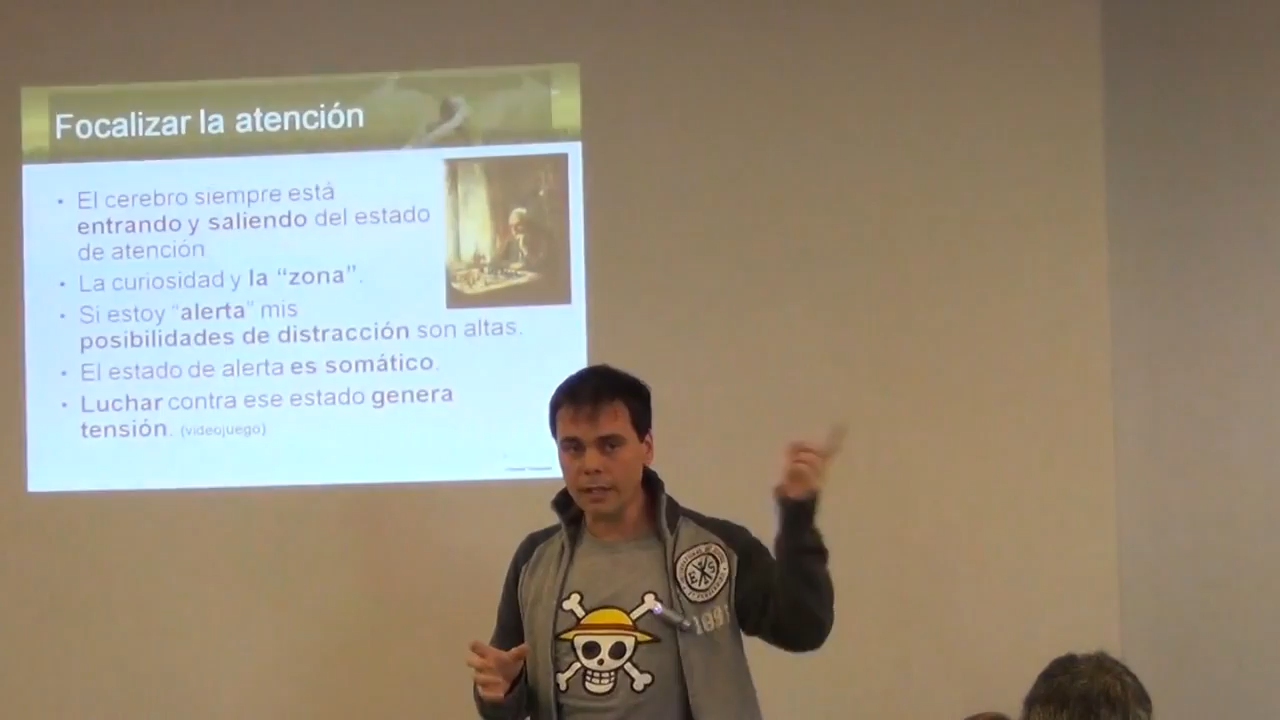 Focalizar la atención
• El cerebro siempre está
entrando y saliendo del estado
de atención
• La curiosidad y la “zona”.
• Si estoy “alerta” mis
posibilidades de distracción son altas.
• El estado de alerta es somático.
• Luchar contra ese estado genera
tensión. (videojuego)